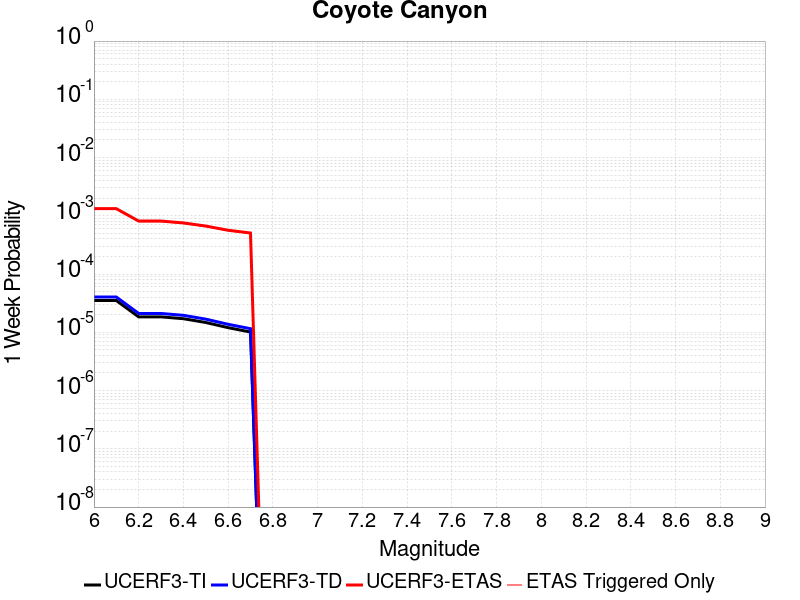 Coyote Canyon
10^0
10^-1
10^-2
10^-3
10^-4
10^-5
10^-6
10^-7
10^-8
1 Week Probability
6 6.2 6.4 6.6 6.8 7 7.2 7.4 7.6 7.8 8 8.2 8.4 8.6 8.8 9
Magnitude
UCERF3-TI UCERF3-TD UCERF3-ETAS ETAS Triggered Only